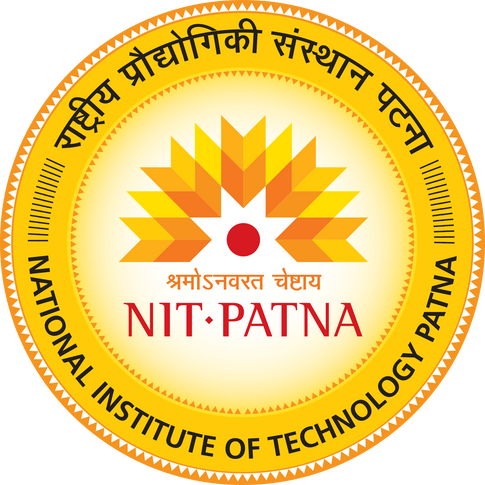 राष्ट्रीय प्रौद्योगिकी संस्थान पटना
श्रमोऽनवरत चेष्टाय
NIT·PATNA
NATIONAL INSTITUTE OF TECHNOLOGY PATNA